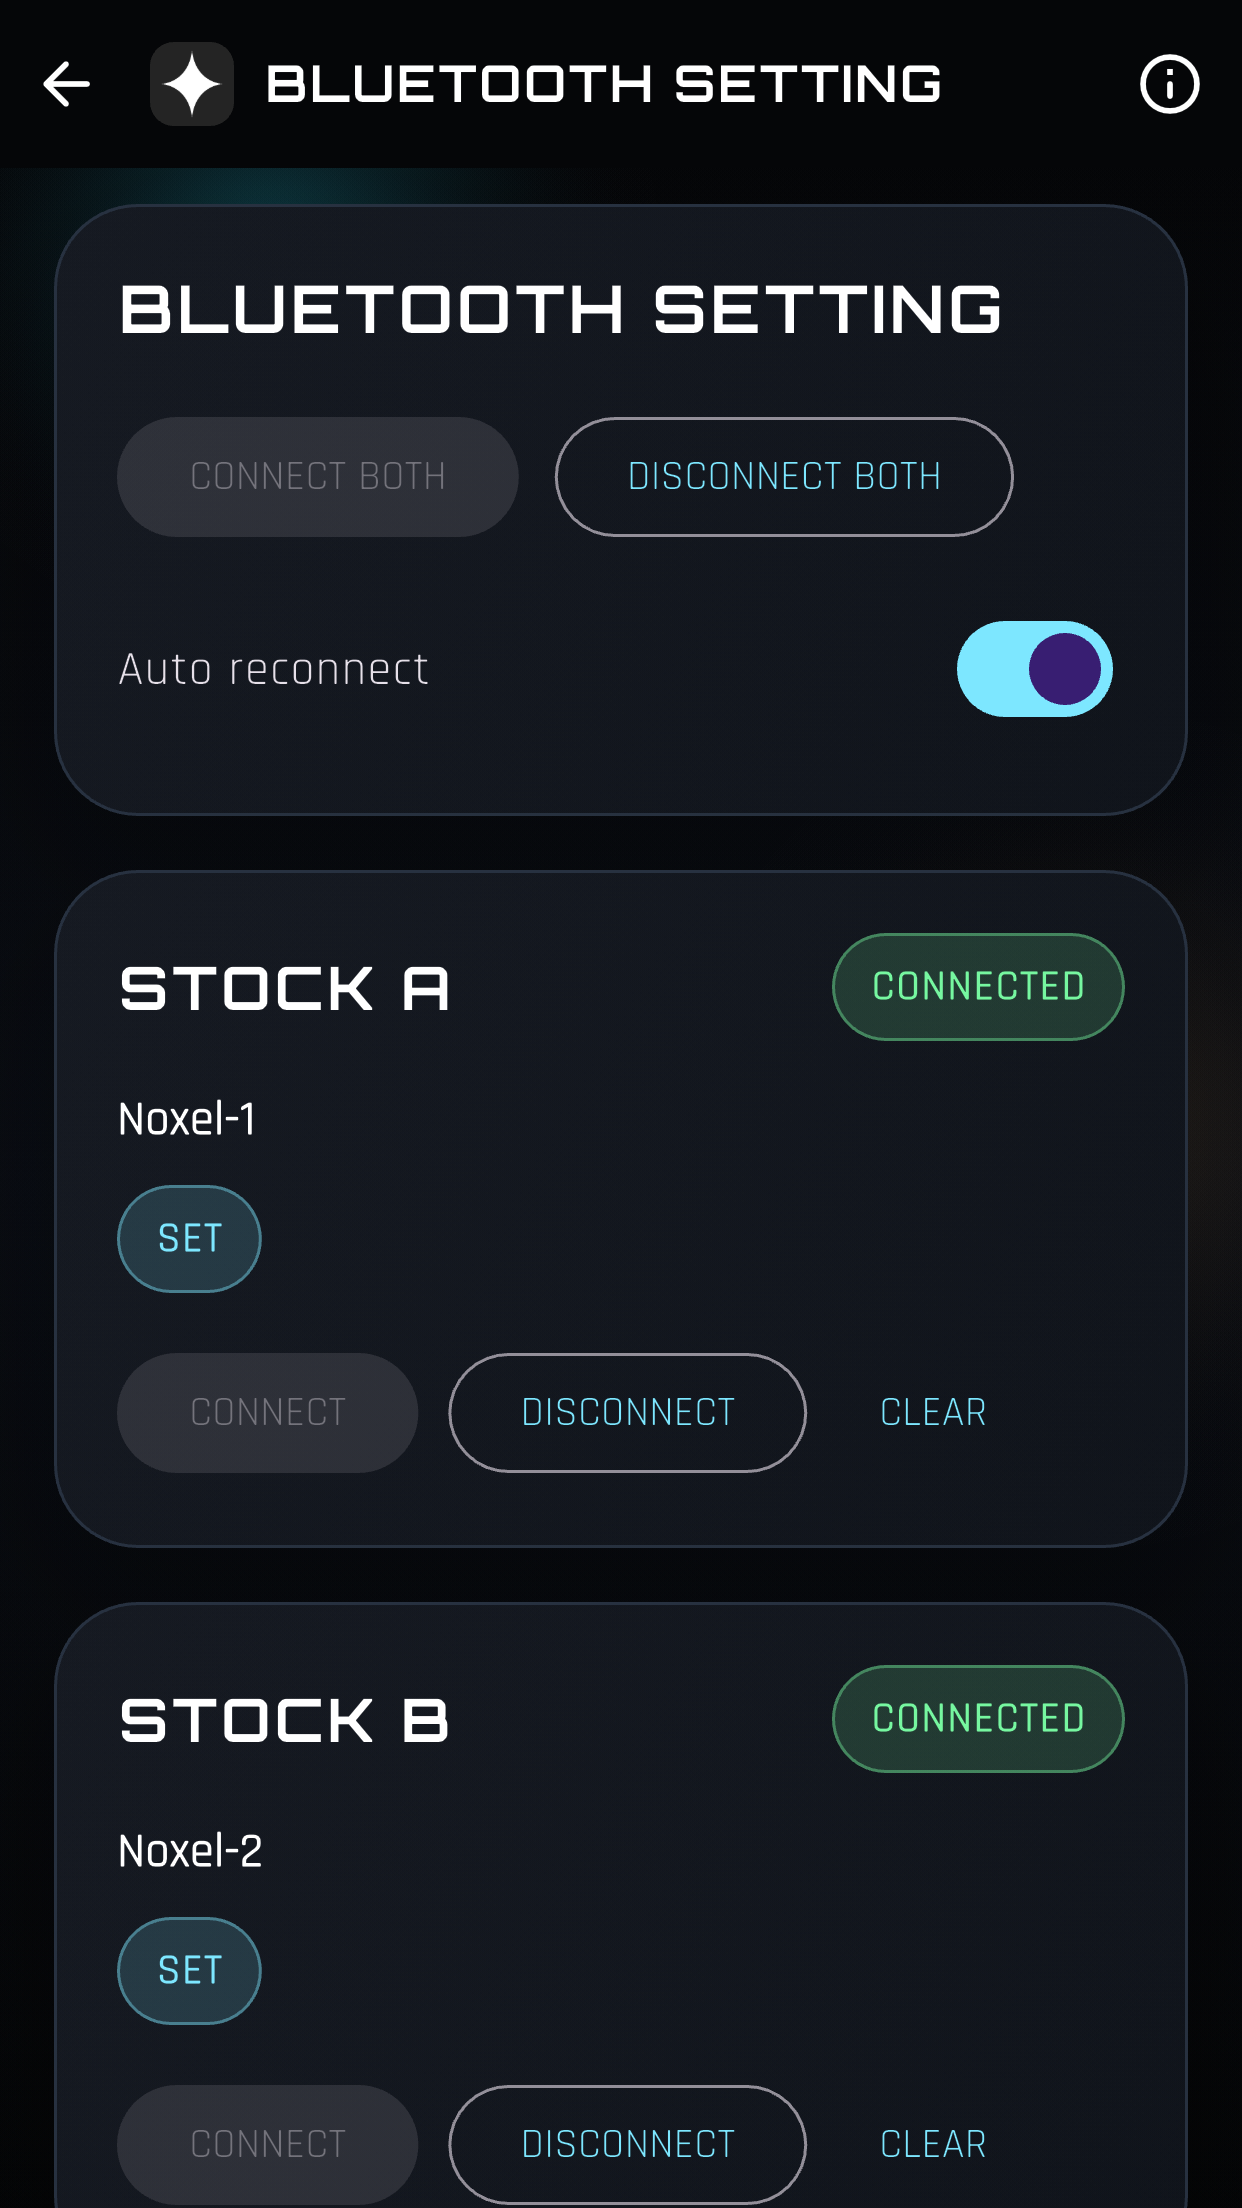 BLUETOOTH SETTING
BLUETOOTH SETTING
CONNECT BOTH
DISCONNECT BOTH
Auto reconnect
STOCK A
CONNECTED
Noxel-1
SET
CONNECT
DISCONNECT
CLEAR
STOCK B
CONNECTED
Noxel-2
SET
CONNECT
DISCONNECT
CLEAR